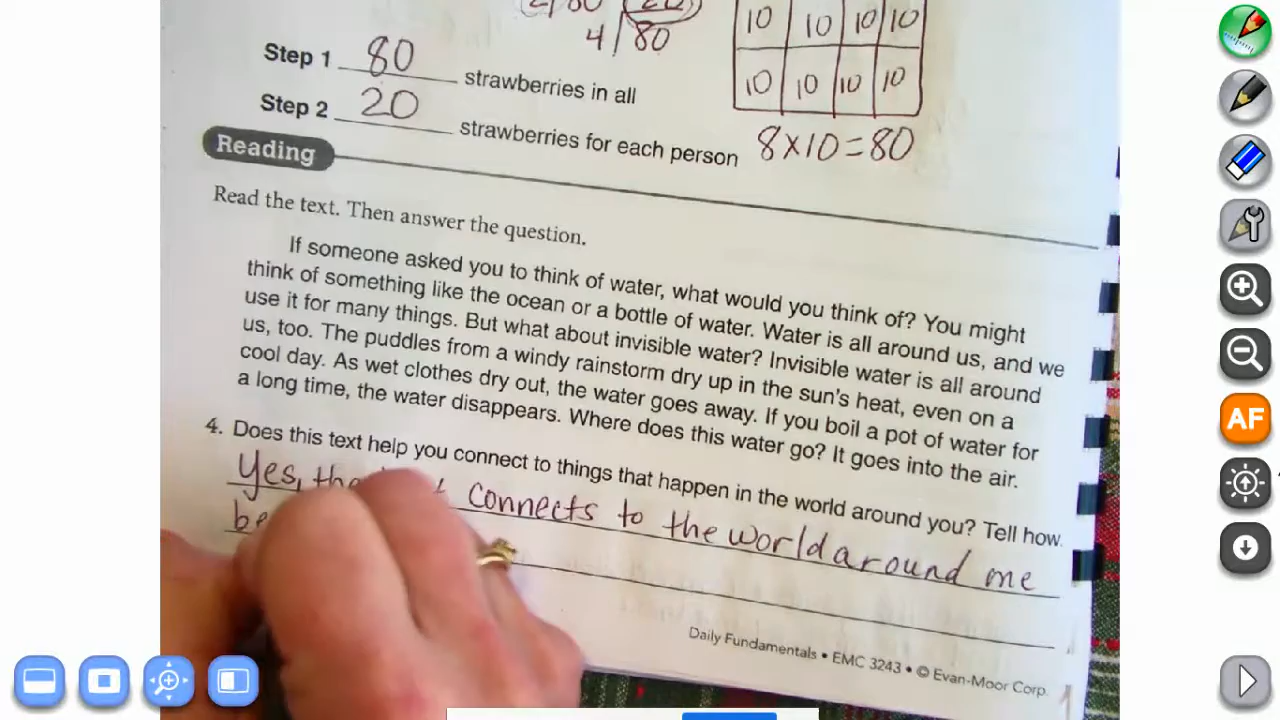 4 80
10 10 10 10
Step 1 80 strawberries in all
10 10 10 10
Step 2 20 strawberries for each person
8x10=80
Reading
Read the text. Then answer the question.
If someone asked you to think of water, what would you think of? You might
think of something like the ocean or a bottle of water. Water is all around us, and we
use it for many things. But what about invisible water? Invisible water is all around
us, too. The puddles from a windy rainstorm dry up in the sun's heat, even on a
cool day. As wet clothes dry out, the water goes away. If you boil a pot of water for
a long time, the water disappears. Where does this water go? It goes into the air.
4. Does this text help you connect to things that happen in the world around you? Tell how.
Yes, connects to the world around me
Daily Fundamentals • EMC 3243 • © Evan-Moor Corp.
AF